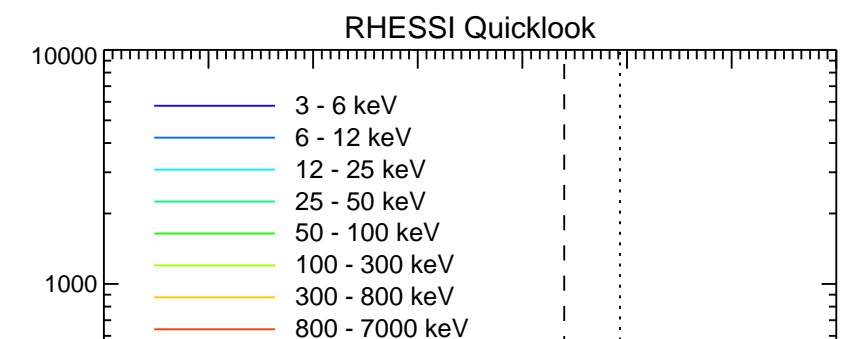 RHESSI Quicklook
10000
3 - 6 keV
6 - 12 keV
12 - 25 keV
25 - 50 keV
50 - 100 keV
100 - 300 keV
1000
300 - 800 keV
800 - 7000 keV